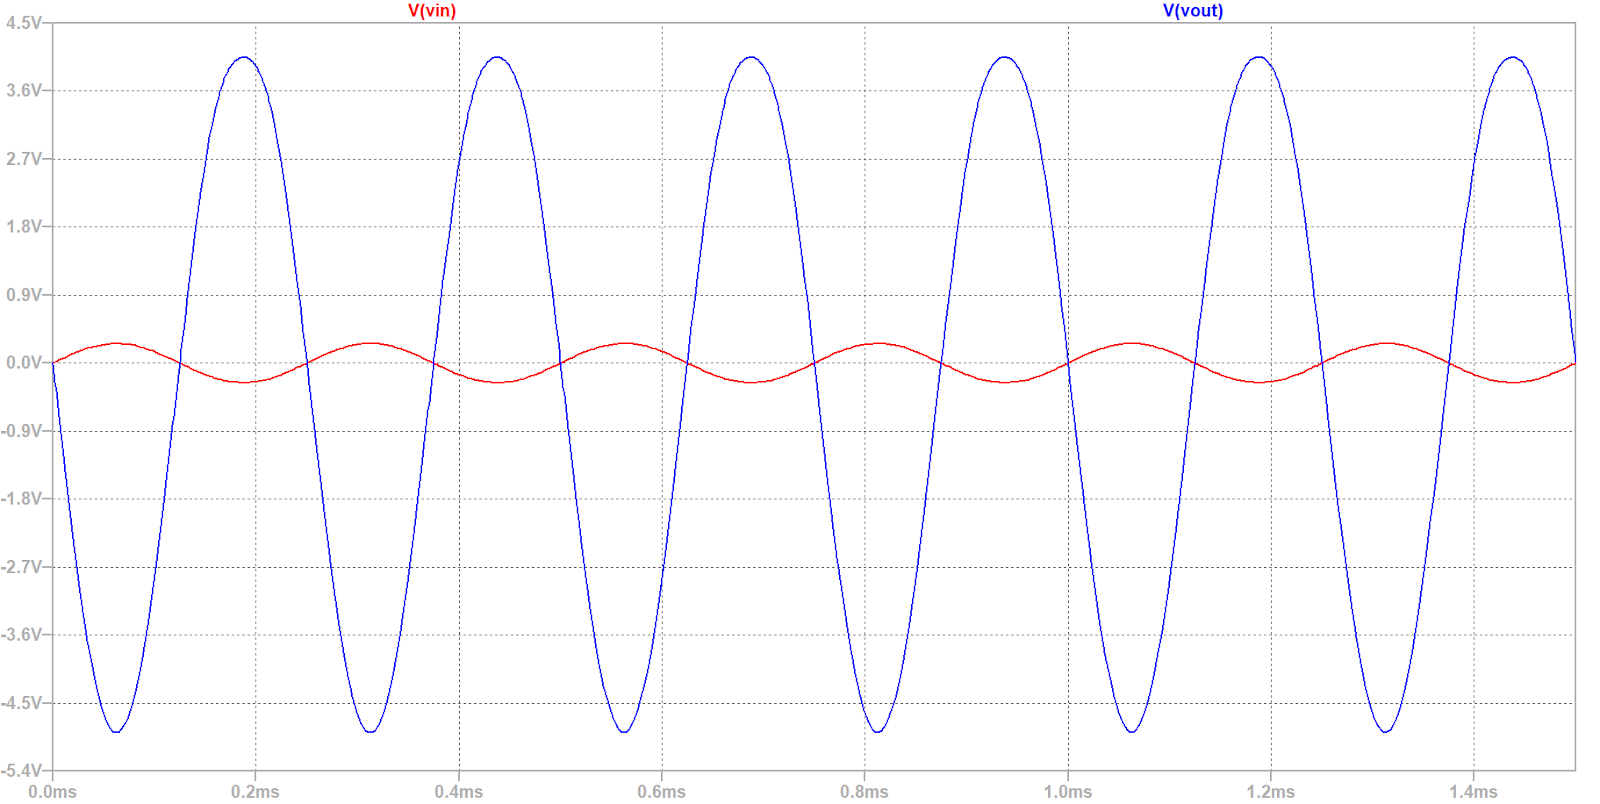 V(vin) V(vout)
4.5V
3.6V
2.7V
1.8V
0.9V
0.0V
-0.9V
-1.8V
-2.7V
-3.6V
-4.5V
-5.4V
0.0ms 0.2ms 0.4ms 0.6ms 0.8ms 1.0ms 1.2ms 1.4ms